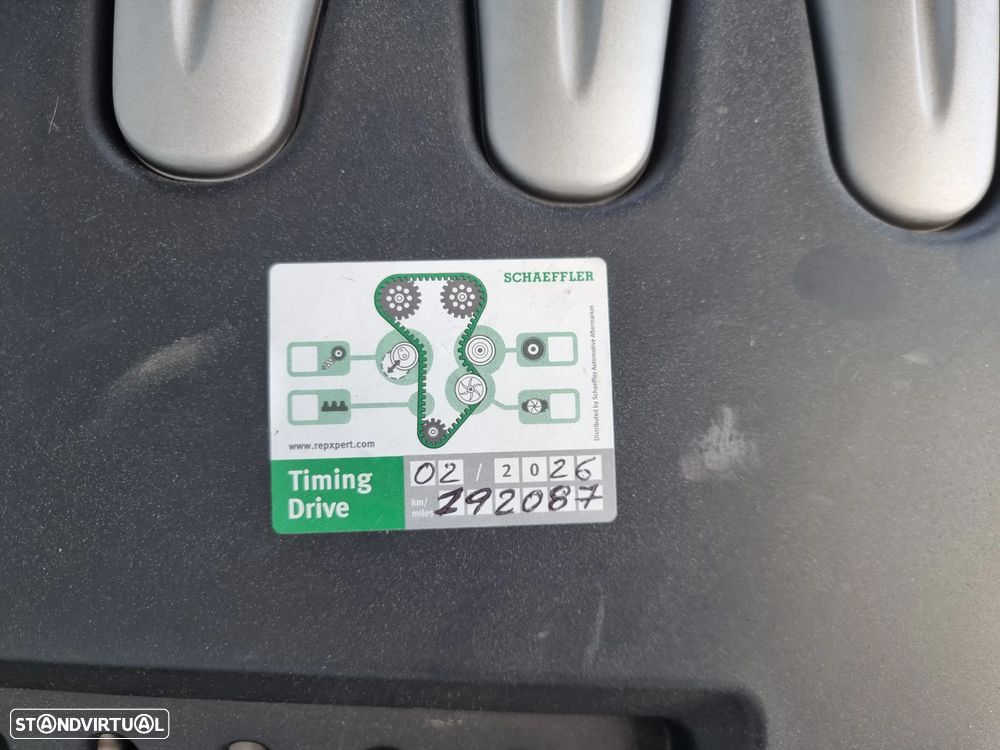 SCHAEFFLER
Distributed by Schaeffler Automotive Aftermarket
www.repxpert.com
Timing Drive
02 / 2026
km/miles 292087
STANDVIRTUAL